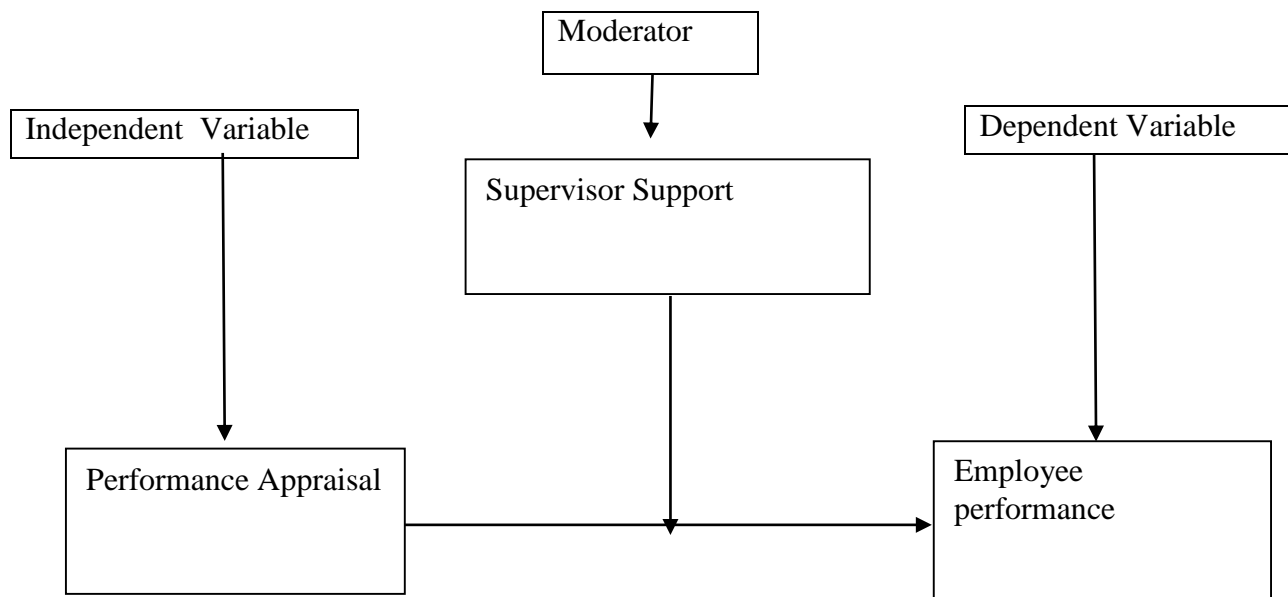 Moderator
Independent  Variable
Dependent Variable
Supervisor Support
Performance Appraisal
Employee
performance